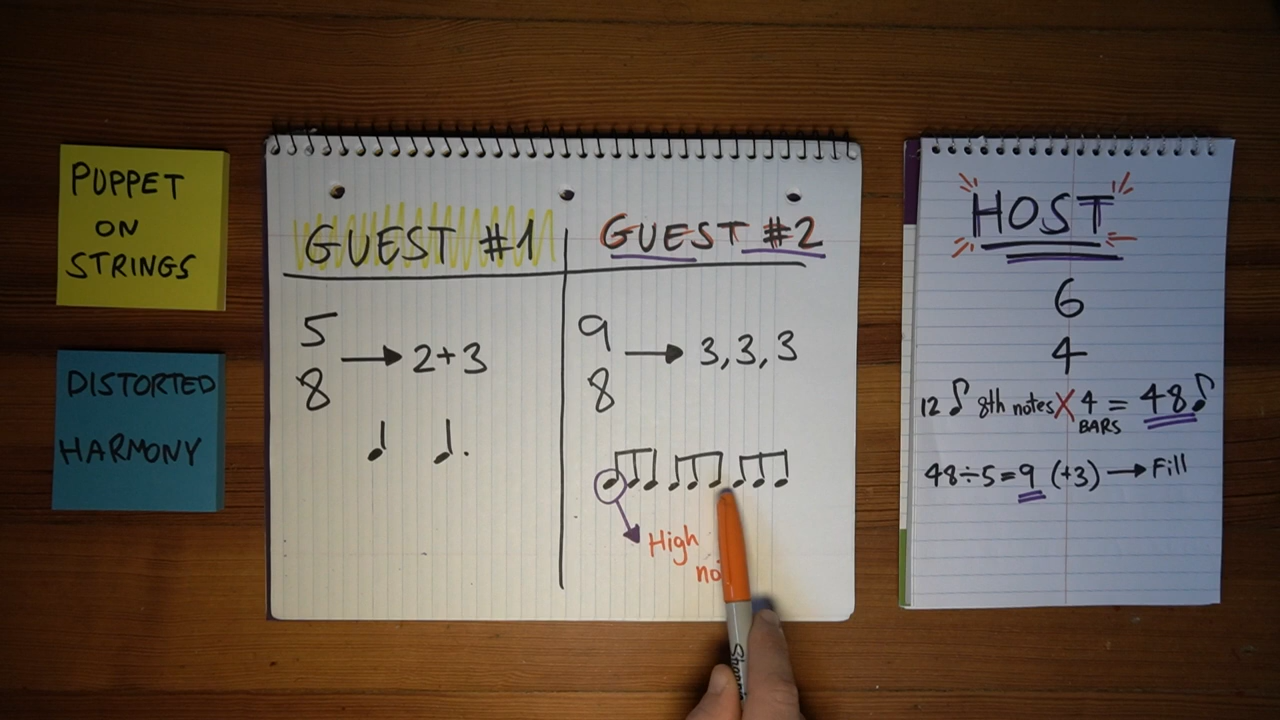 PUPPET
ON
STRINGS
DISTORTED
HARMONY
GUEST #1
5
8
→ 2+3
GUEST #2
9
8
→ 3, 3, 3
High
HOST
6
4
12 ♪ 8th notes X 4 = 48 ♪
BARS
48÷5=9 (+3) → Fill